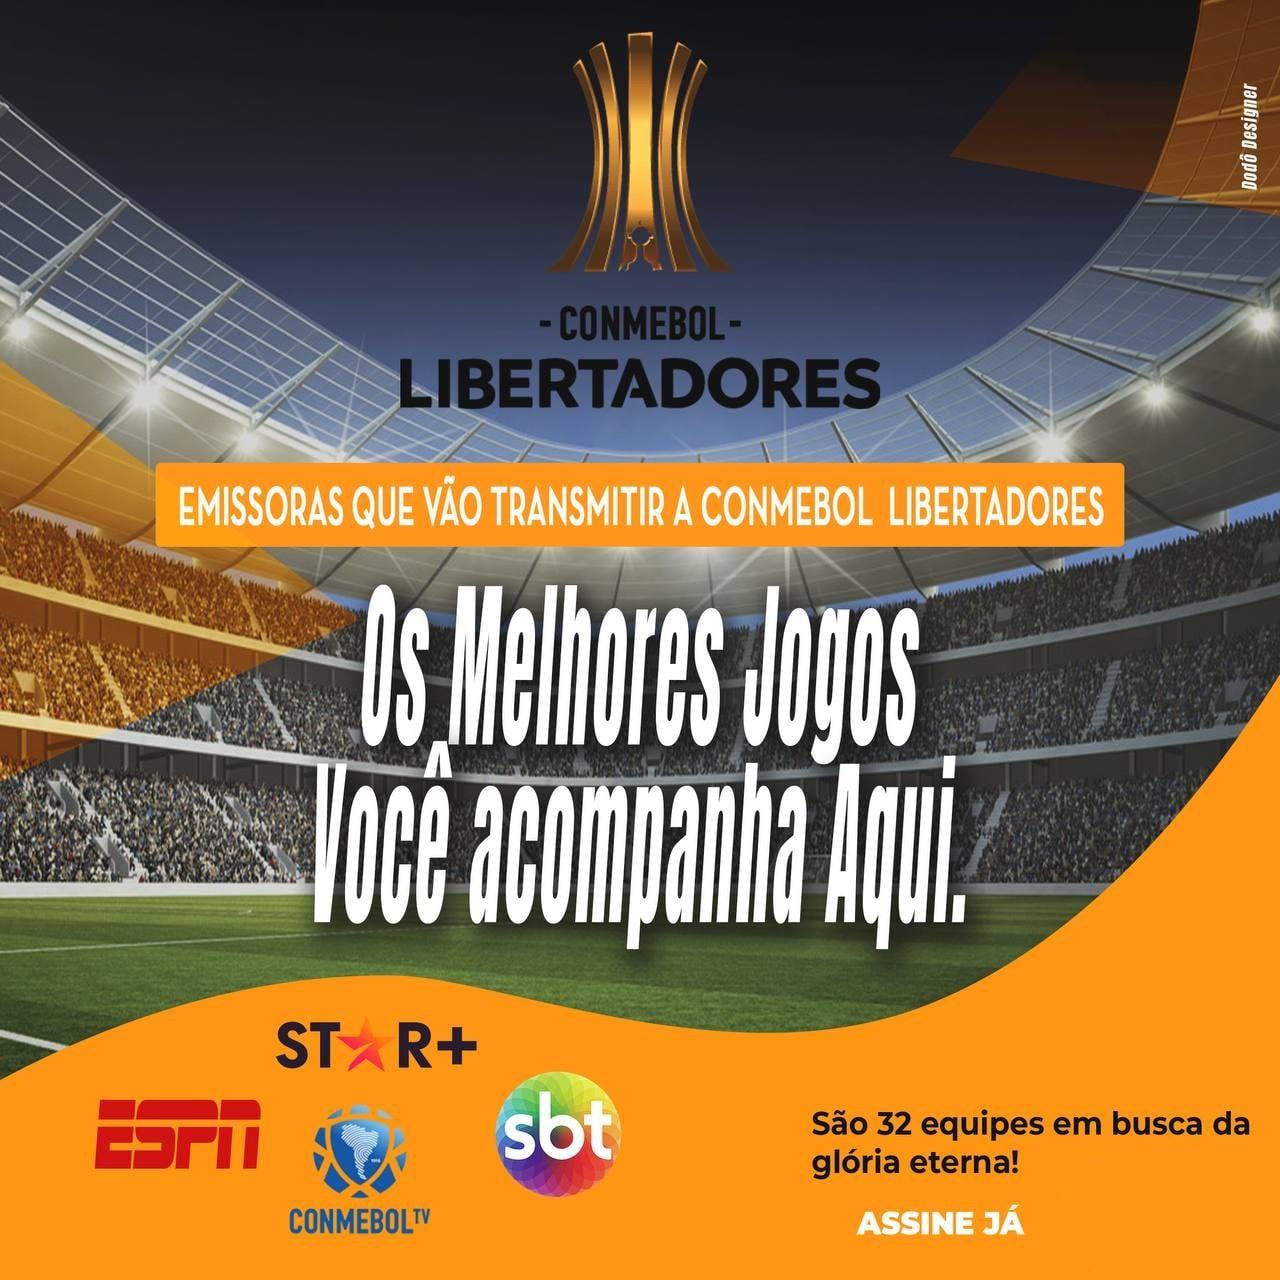 Dodô Designer
- CONMEBOL -
LIBERTADORES
EMISSORAS QUE VÃO TRANSMITIR A CONMEBOL LIBERTADORES
Os Melhores Jogos
Você acompanha Aqui.
STAR+
ESPN
CONMEBOL TV
sbt
São 32 equipes em busca da
glória eterna!
ASSINE JÁ